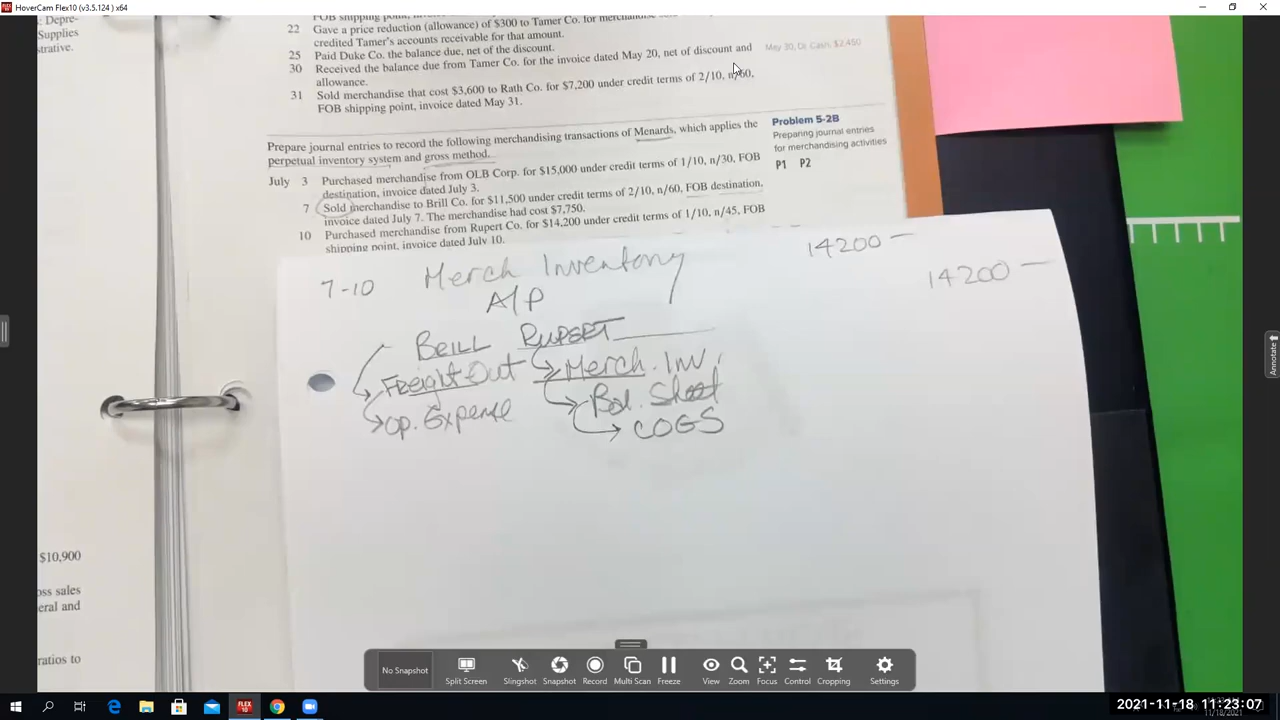 HoverCam Flex10 (v3.5.124) x64
: Depre-
Supplies
strative.
22 Gave a price reduction (allowance) of $300 to Tamer Co. for
credited Tamer's accounts receivable for that amount.
25 Paid Duke Co. the balance due, net of the discount.
30 Received the balance due from Tamer Co. for the invoice dated May 20, net of discount and
allowance.
May 30, Dr. Cash, $2,450
31 Sold merchandise that cost $3,600 to Rath Co. for $7,200 under credit terms of 2/10, n/60,
FOB shipping point, invoice dated May 31.
Prepare journal entries to record the following merchandising transactions of Menards, which applies the
perpetual inventory system and gross method.
Problem 5-2B
Preparing journal entries
for merchandising activities
P1 P2
July 3 Purchased merchandise from OLB Corp. for $15,000 under credit terms of 1/10, n/30, FOB
destination, invoice dated July 3.
7 Sold merchandise to Brill Co. for $11,500 under credit terms of 2/10, n/60, FOB destination,
invoice dated July 7. The merchandise had cost $7,750.
10 Purchased merchandise from Rupert Co. for $14,200 under credit terms of 1/10, n/45, FOB
shipping point, invoice dated July 10.
7-10 Merch Inventory 14200 —
A/P 14200 —
BRILL RUPERT
Freight Out Merch. Inv.
Op. Expense Bal. Sheet
COGS
$10,900
oss sales
eral and
ratios to
Annotate
No Snapshot
Split Screen
Slingshot
Snapshot
Record
Multi Scan
Freeze
View
Zoom
Focus
Control
Cropping
Settings
2021-11-18 11:23:07
11/18/2021